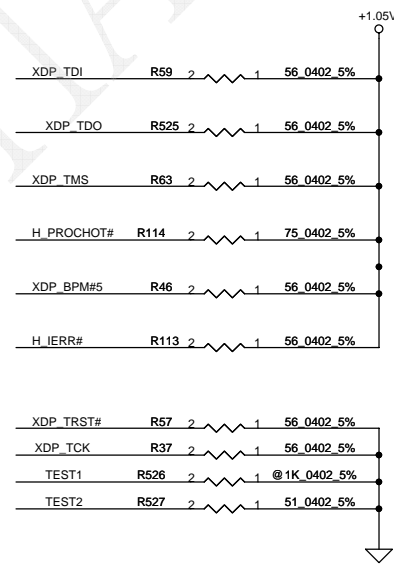 +1.05V
XDP_TDI R59 2 1 56_0402_5%
XDP_TDO R525 2 1 56_0402_5%
XDP_TMS R63 2 1 56_0402_5%
H_PROCHOT# R114 2 1 75_0402_5%
XDP_BPM#5 R46 2 1 56_0402_5%
H_IERR# R113 2 1 56_0402_5%
XDP_TRST# R57 2 1 56_0402_5%
XDP_TCK R37 2 1 56_0402_5%
TEST1 R526 2 1 @1K_0402_5%
TEST2 R527 2 1 51_0402_5%